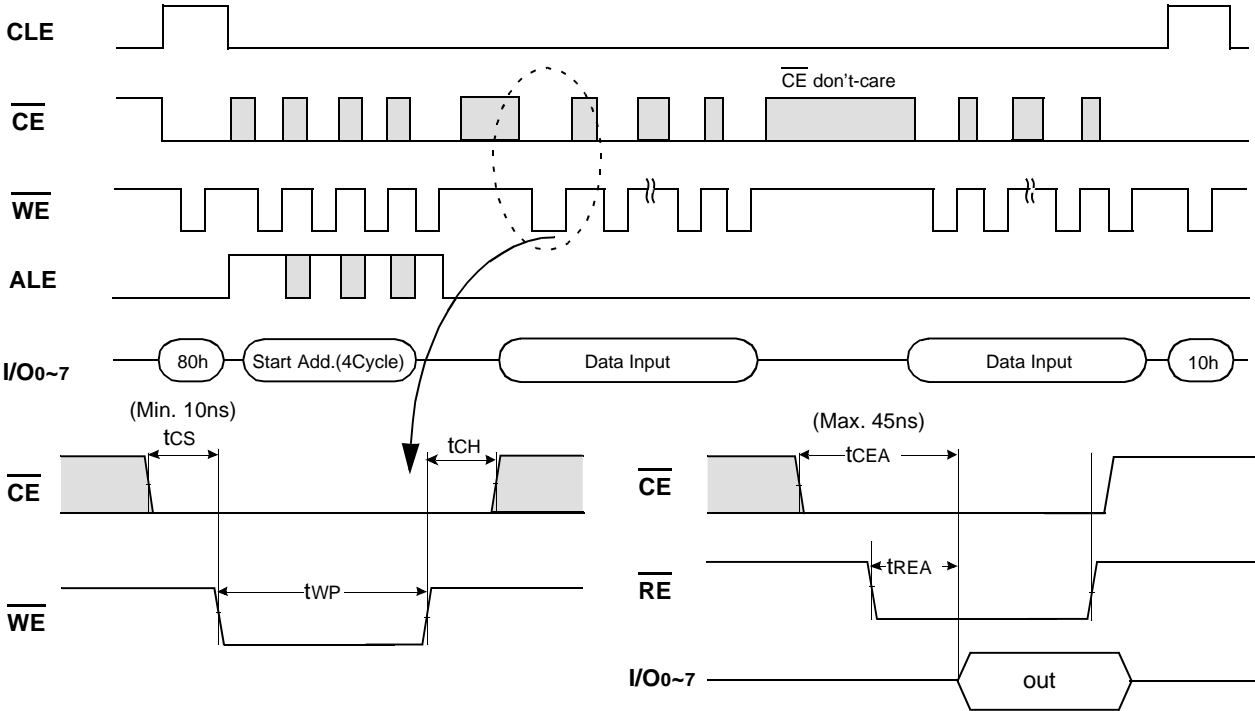 CLE
CE don't-care
CE
WE
ALE
I/O0~7 80h Start Add.(4Cycle) Data Input Data Input 10h
(Min. 10ns) (Max. 45ns)
tCS tCH tCEA
CE CE
tREA
tWP RE
WE
I/O0~7 out